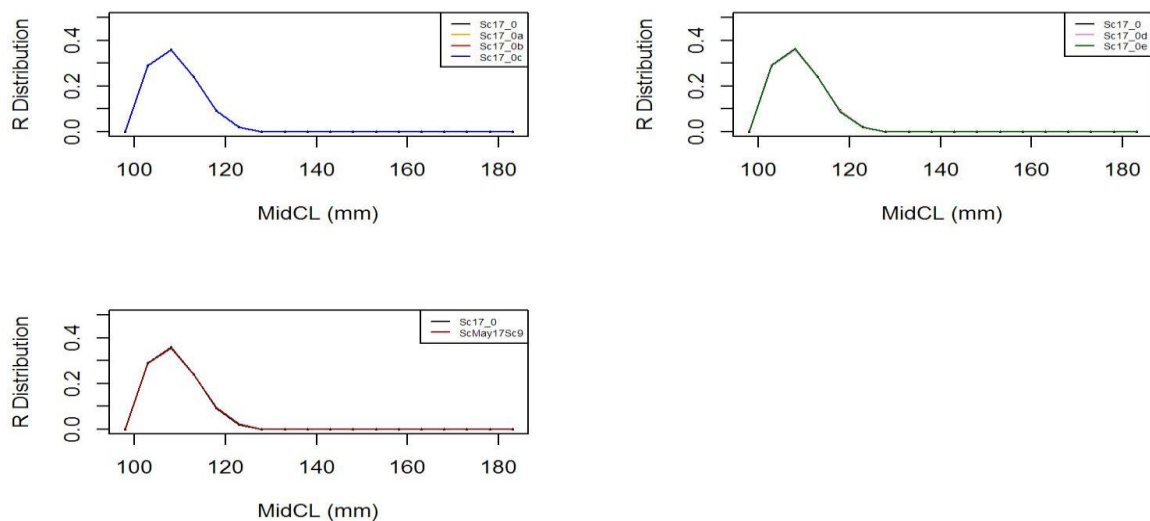 R Distribution
0.0 0.2 0.4
Sc17_0
Sc17_0a
Sc17_0b
Sc17_0c
100 120 140 160 180
MidCL (mm)
R Distribution
0.0 0.2 0.4
Sc17_0
Sc17_0d
Sc17_0e
100 120 140 160 180
MidCL (mm)
R Distribution
0.0 0.2 0.4
Sc17_0
ScMay17Sc9
100 120 140 160 180
MidCL (mm)